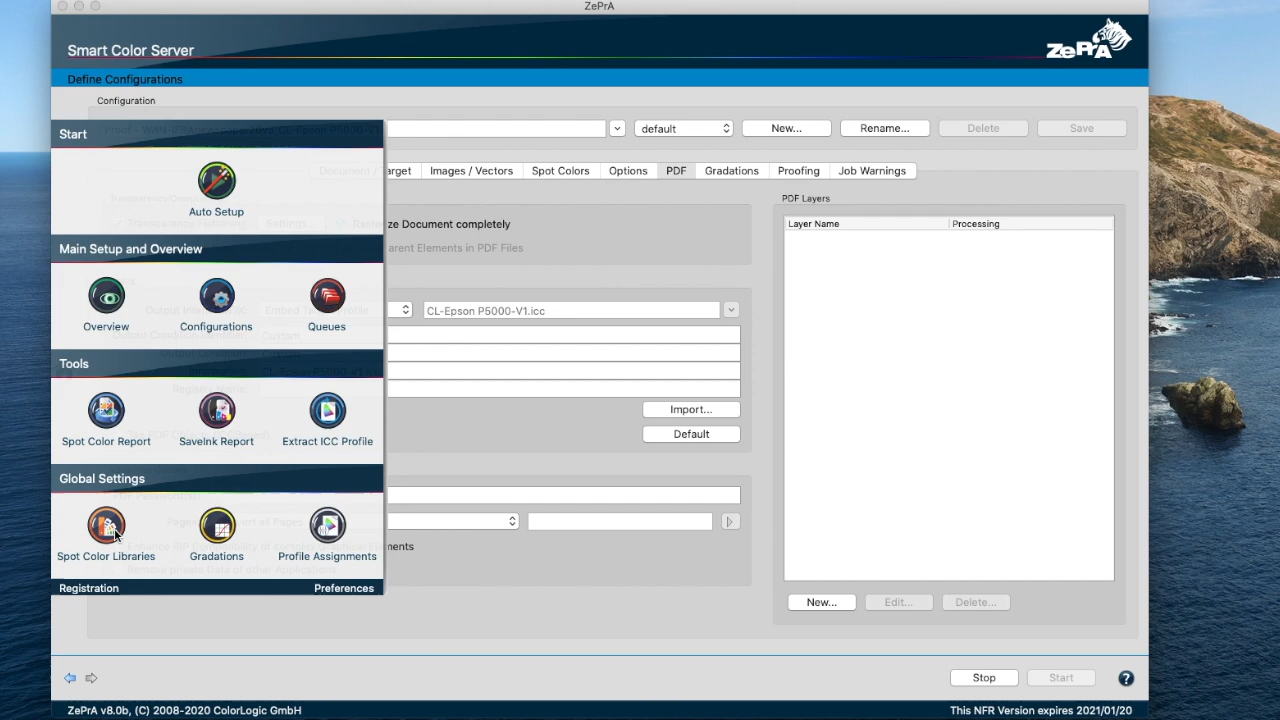 ZePrA
Smart Color Server
ZePrA
Define Configurations
Configuration
Start
default
New...
Rename...
Delete
Save
Document / Target
Images / Vectors
Spot Colors
Options
PDF
Gradations
Proofing
Job Warnings
Auto Setup
PDF Layers
Layer Name
Processing
ze Document completely
arent Elements in PDF Files
Main Setup and Overview
Overview
Configurations
Queues
CL-Epson P5000-V1.icc
Tools
Spot Color Report
SaveInk Report
Extract ICC Profile
Import...
Default
Global Settings
Spot Color Libraries
Gradations
Profile Assignments
ements
Registration
Preferences
New...
Edit...
Delete...
Stop
Start
?
ZePrA v8.0b, (C) 2008-2020 ColorLogic GmbH
This NFR Version expires 2021/01/20